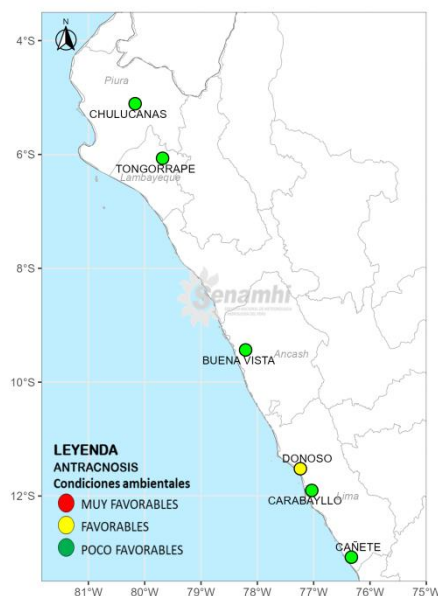 N
4°S
Piura
CHULUCANAS
6°S
TONGORRAPE
Lambayeque
8°S
Senamhi
BUENA VISTA
Ancash
10°S
LEYENDA
ANTRACNOSIS
Condiciones ambientales
MUY FAVORABLES
FAVORABLES
POCO FAVORABLES
DONOSO
12°S
CARABAYLLO
Lima
CAÑETE
81°W 80°W 79°W 78°W 77°W 76°W 75°W